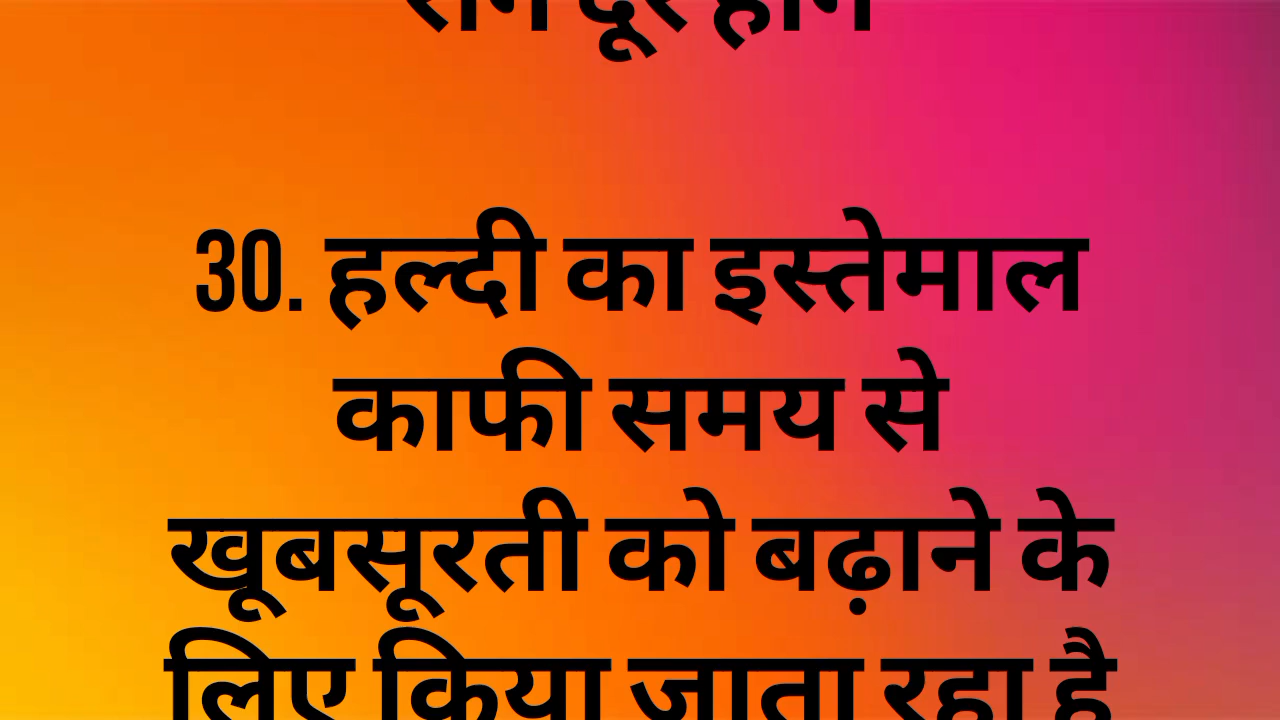 दूर
30. हल्दी का इस्तेमाल
काफी समय से
खूबसूरती को बढ़ाने के
लिए किया जाता रहा है